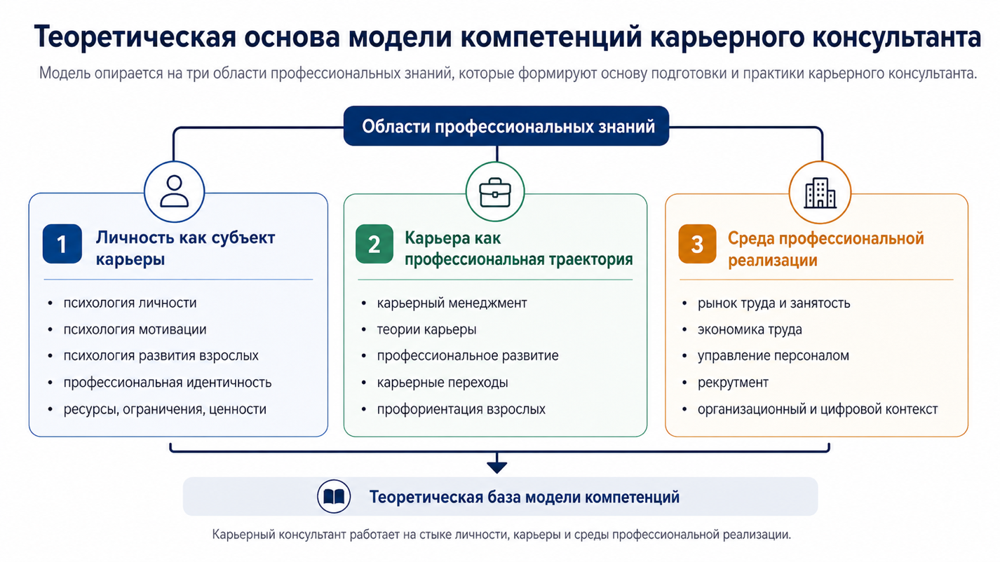 Теоретическая основа модели компетенций карьерного консультанта
Модель опирается на три области профессиональных знаний, которые формируют основу подготовки и практики карьерного консультанта.
Области профессиональных знаний
1
Личность как субъект
карьеры
• психология личности
• психология мотивации
• психология развития взрослых
• профессиональная идентичность
• ресурсы, ограничения, ценности
2
Карьера как
профессиональная траектория
• карьерный менеджмент
• теории карьеры
• профессиональное развитие
• карьерные переходы
• профориентация взрослых
3
Среда профессиональной
реализации
• рынок труда и занятость
• экономика труда
• управление персоналом
• рекрутмент
• организационный и цифровой контекст
Теоретическая база модели компетенций
Карьерный консультант работает на стыке личности, карьеры и среды профессиональной реализации.